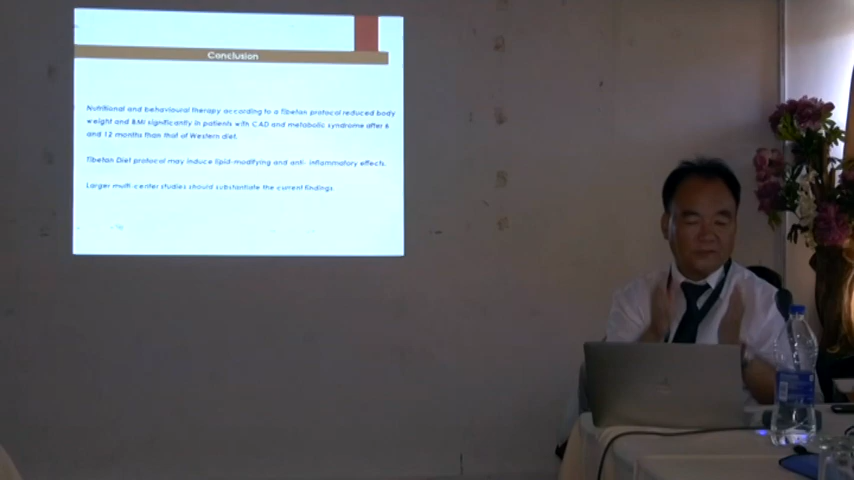 Conclusion
Nutritional and behavioural therapy according to a Tibetan protocol reduced body
weight and BMI significantly in patients with CAD and metabolic syndrome after 6
and 12 months than that of Western diet.
Tibetan Diet protocol may induce lipid-modifying and anti- inflammatory effects.
Larger multi-center studies should substantiate the current findings.